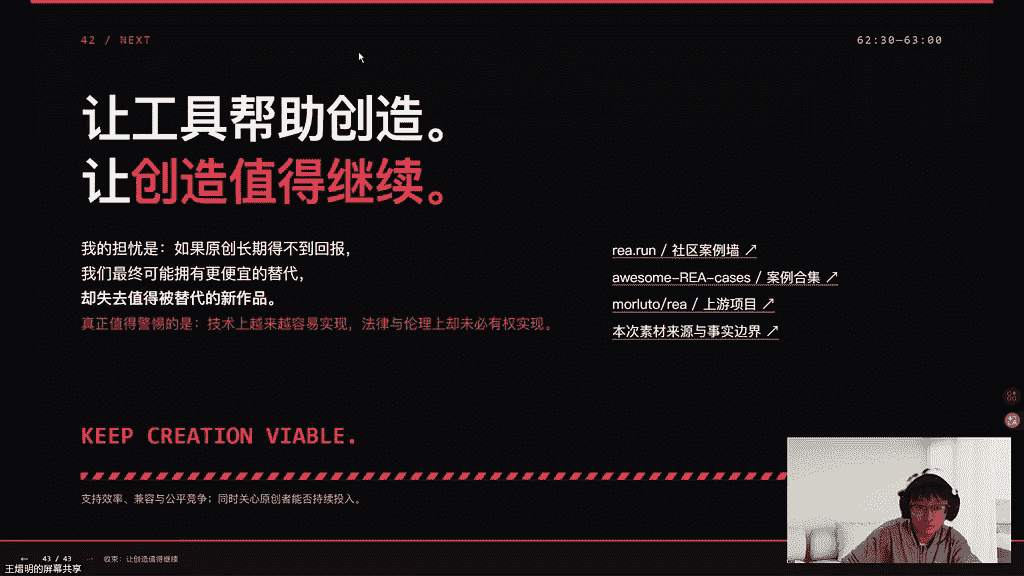 42 / NEXT
62:30—63:00
让工具帮助创造。
让创造值得继续。
我的担忧是：如果原创长期得不到回报，
我们最终可能拥有更便宜的替代，
却失去值得被替代的新作品。
真正值得警惕的是：技术上越来越容易实现，法律与伦理上却未必有权实现。
rea.run / 社区案例墙 ↗
awesome-REA-cases / 案例合集 ↗
morluto/rea / 上游项目 ↗
本次素材来源与事实边界 ↗
KEEP CREATION VIABLE.
支持效率、兼容与公平竞争；同时关心原创者能否持续投入。
← 43 / 43 → 收束：让创造值得继续
王熠明的屏幕共享